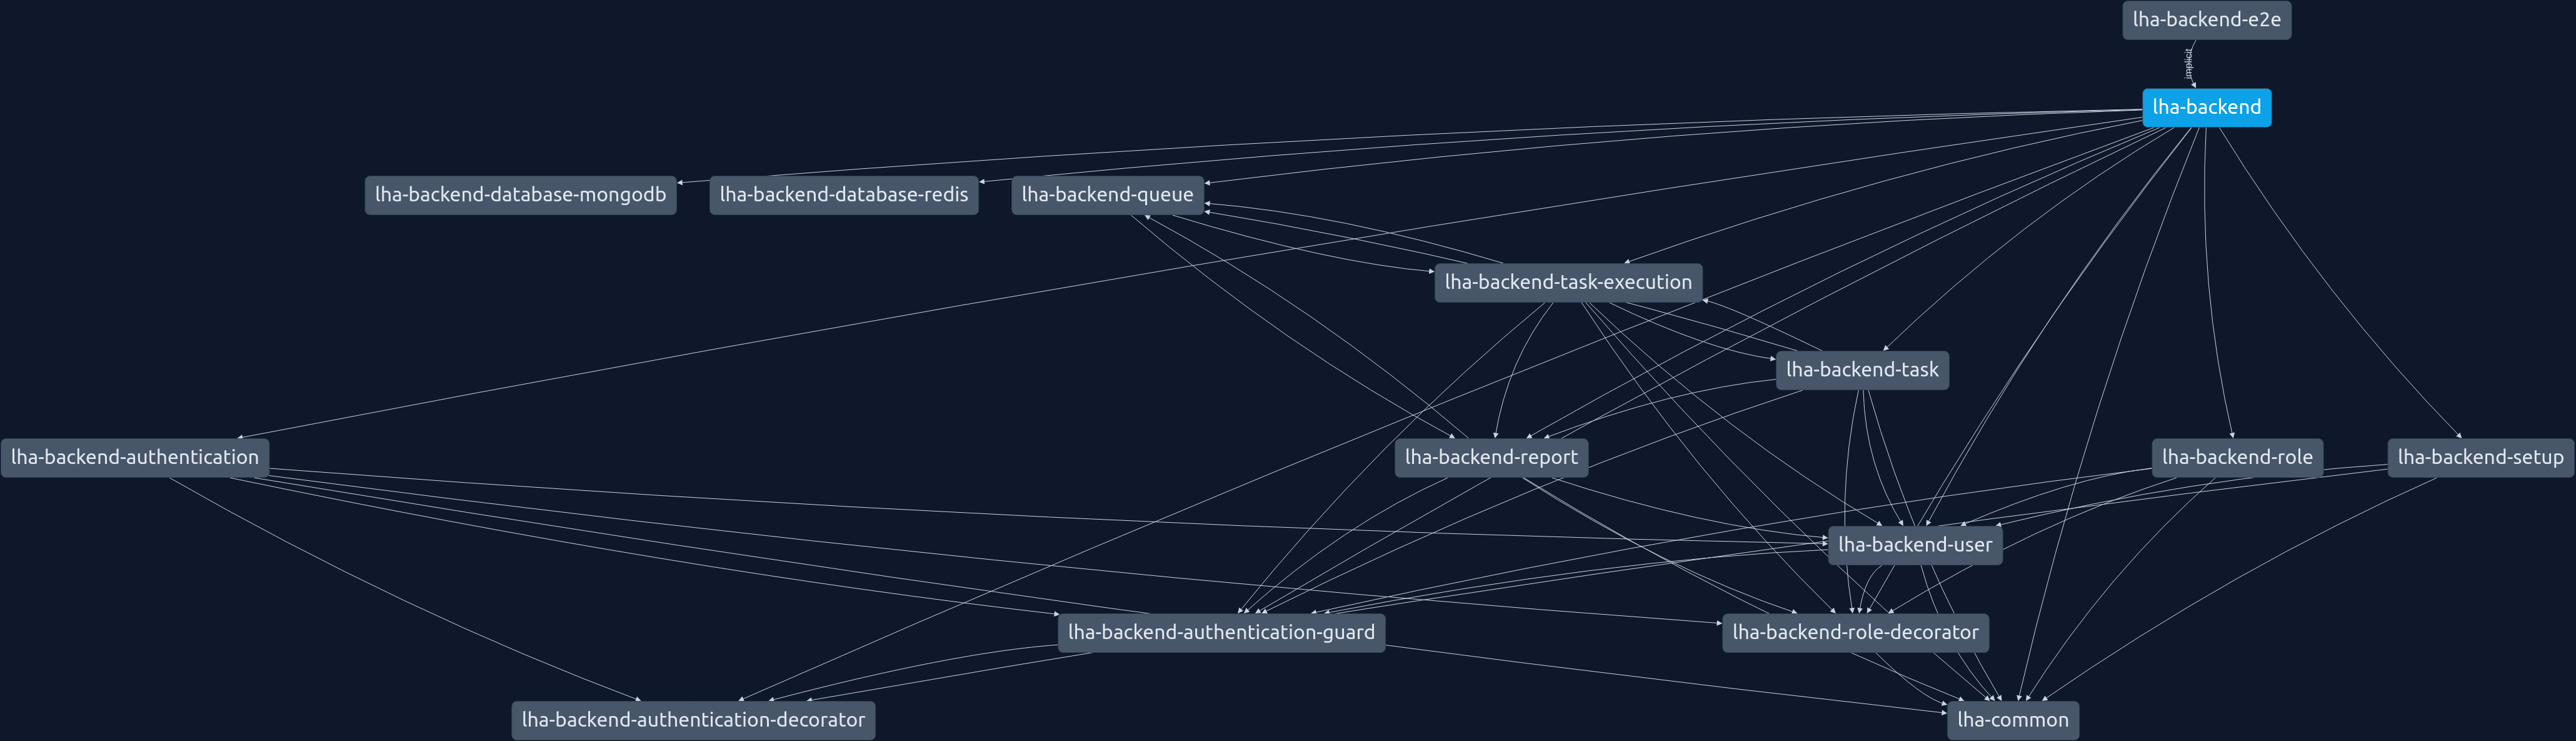 lha-backend-e2e
implicit
lha-backend
lha-backend-database-mongodb
lha-backend-database-redis
lha-backend-queue
lha-backend-task-execution
lha-backend-task
lha-backend-authentication
lha-backend-report
lha-backend-role
lha-backend-setup
lha-backend-user
lha-backend-authentication-guard
lha-backend-role-decorator
lha-backend-authentication-decorator
lha-common